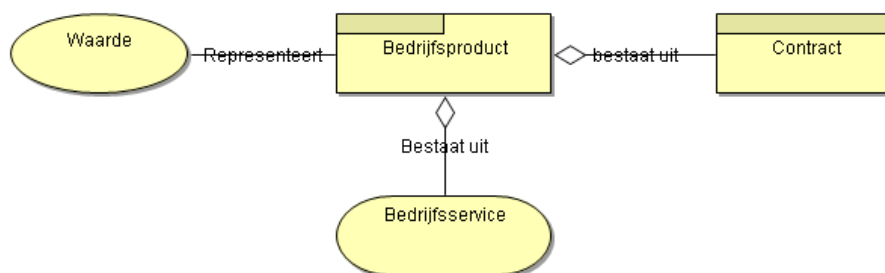 Waarde
Representeert
Bedrijfsproduct
bestaat uit
Contract
Bestaat uit
Bedrijfsservice